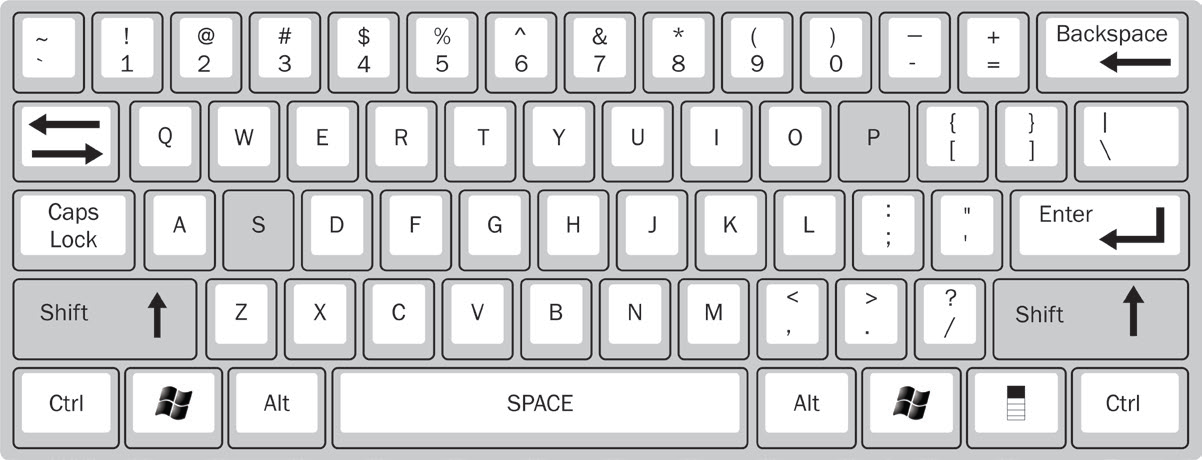 ~ ! @ # $ % ^ & * ( ) — + Backspace
` 1 2 3 4 5 6 7 8 9 0 - =
Q W E R T Y U I O P { } |
[ ] \
Caps A S D F G H J K L : " Enter
Lock ; '
Shift Z X C V B N M < > ? Shift
, . /
Ctrl Alt SPACE Alt Ctrl